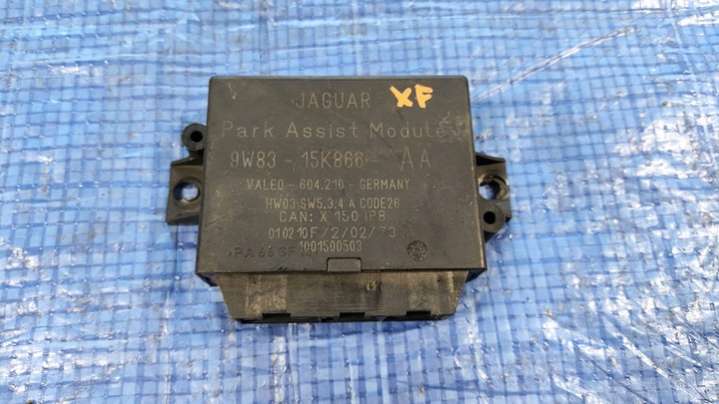 JAGUAR XF
Park Assist Module
9W83 - 15K866 - AA
VALEO - 604.210 - GERMANY
HW03 SW5.3.4 A CODE26
CAN: X 150 IP8
010210F/2/02/73
1001500503